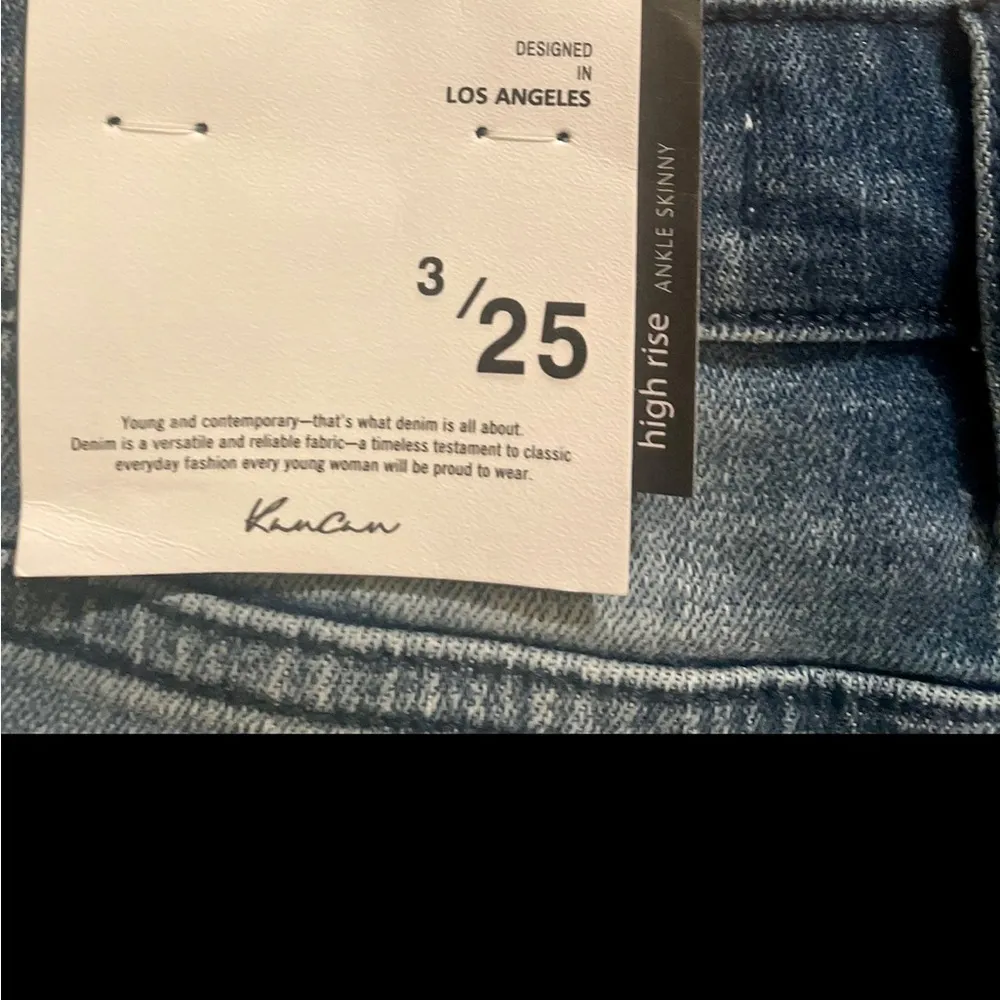 DESIGNED
IN
LOS ANGELES
3/25
Young and contemporary—that's what denim is all about.
Denim is a versatile and reliable fabric—a timeless testament to classic
everyday fashion every young woman will be proud to wear.
KanCan
high rise ANKLE SKINNY